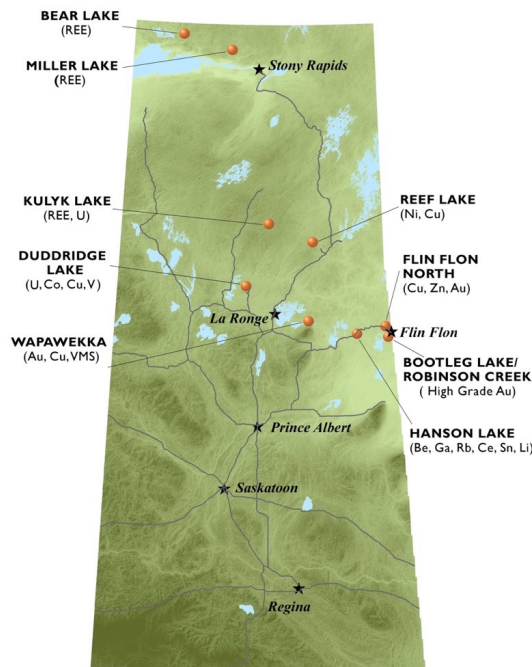 BEAR LAKE
(REE)
MILLER LAKE
(REE)
Stony Rapids
KULYK LAKE
(REE, U)
REEF LAKE
(Ni, Cu)
DUDDRIDGE
LAKE
(U, Co, Cu, V)
FLIN FLON
NORTH
(Cu, Zn, Au)
La Ronge
Flin Flon
WAPAWEKKA
(Au, Cu, VMS)
BOOTLEG LAKE/
ROBINSON CREEK
( High Grade Au)
HANSON LAKE
(Be, Ga, Rb, Ce, Sn, Li)
Prince Albert
Saskatoon
Regina